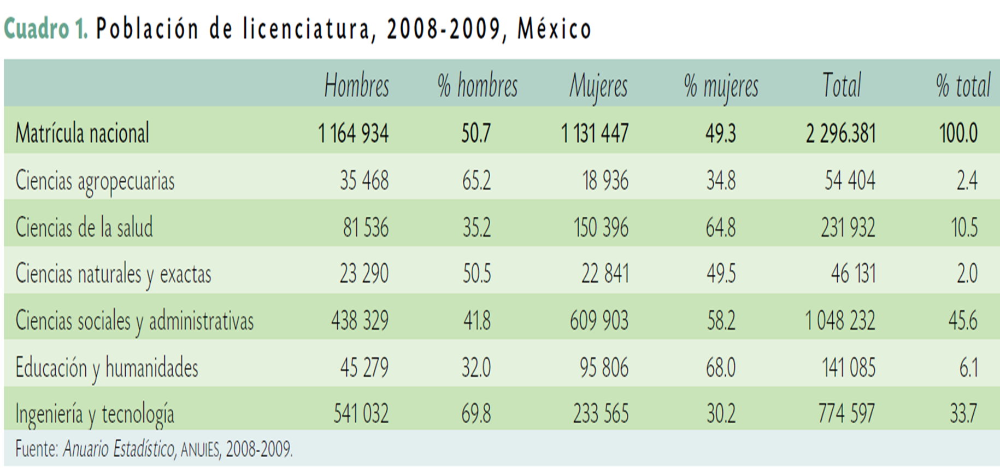 Cuadro 1. Población de licenciatura, 2008-2009, México
Hombres % hombres Mujeres % mujeres Total % total
Matrícula nacional 1 164 934 50.7 1 131 447 49.3 2 296.381 100.0
Ciencias agropecuarias 35 468 65.2 18 936 34.8 54 404 2.4
Ciencias de la salud 81 536 35.2 150 396 64.8 231 932 10.5
Ciencias naturales y exactas 23 290 50.5 22 841 49.5 46 131 2.0
Ciencias sociales y administrativas 438 329 41.8 609 903 58.2 1 048 232 45.6
Educación y humanidades 45 279 32.0 95 806 68.0 141 085 6.1
Ingeniería y tecnología 541 032 69.8 233 565 30.2 774 597 33.7
Fuente: Anuario Estadístico, ANUIES, 2008-2009.